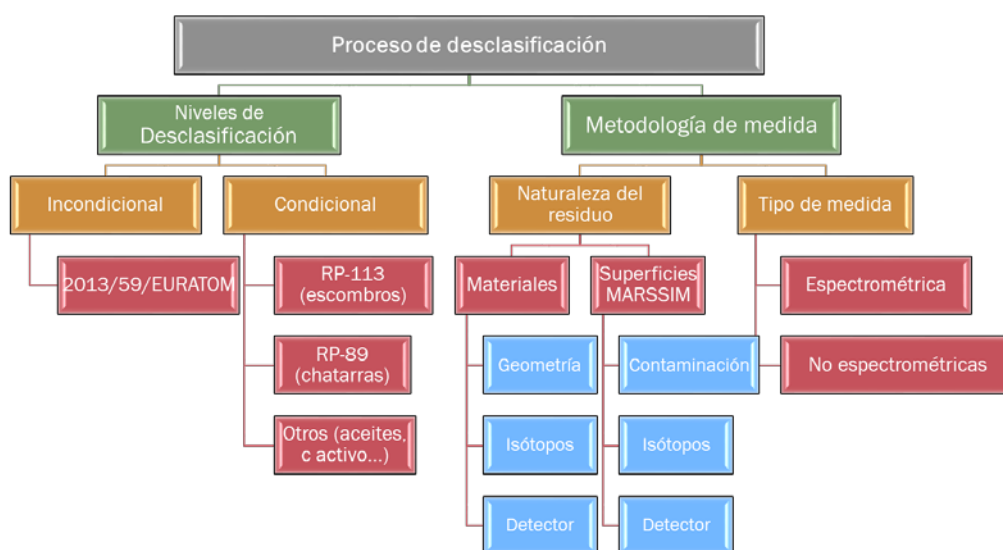 Proceso de desclasificación
Niveles de
Desclasificación
Metodología de medida
Incondicional
Condicional
Naturaleza del
residuo
Tipo de medida
2013/59/EURATOM
RP-113
(escombros)
Materiales
Superficies
MARSSIM
Espectrométrica
RP-89
(chatarras)
Geometría
Contaminación
No espectrométricas
Otros (aceites,
c activo...)
Isótopos
Isótopos
Detector
Detector